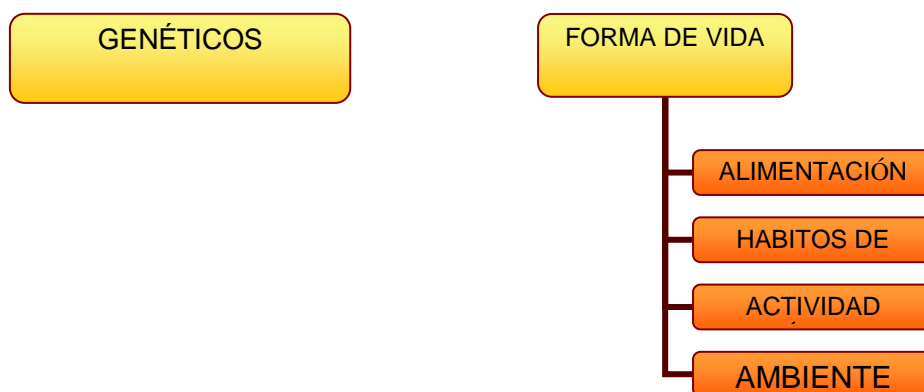 GENÉTICOS
FORMA DE VIDA
ALIMENTACIÓN
HABITOS DE
ACTIVIDAD
AMBIENTE